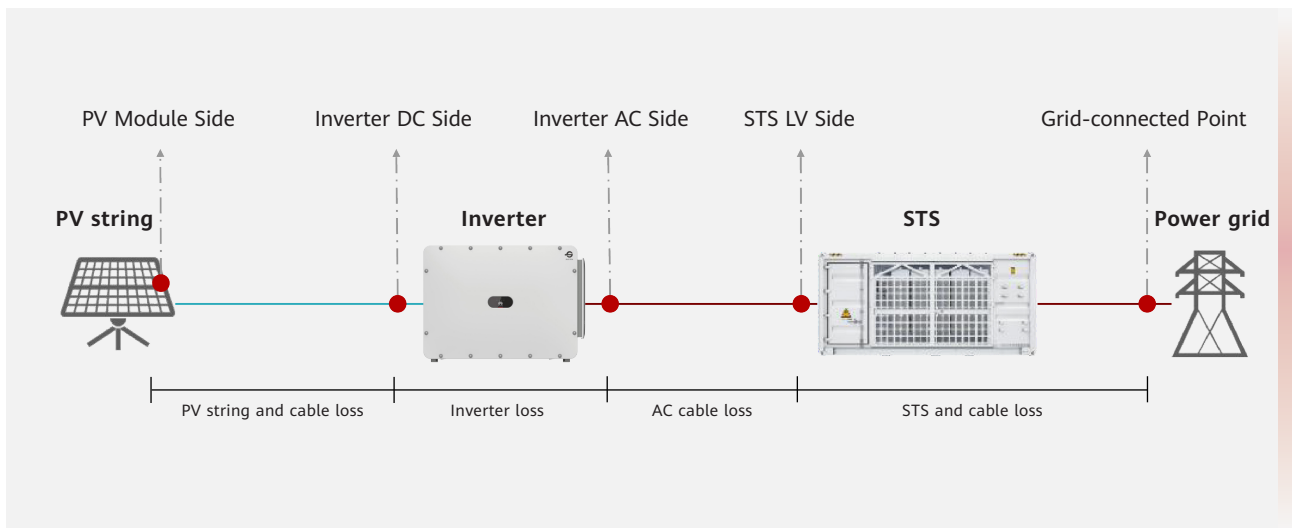 PV Module Side
Inverter DC Side
Inverter AC Side
STS LV Side
Grid-connected Point
PV string
Inverter
STS
Power grid
PV string and cable loss
Inverter loss
AC cable loss
STS and cable loss